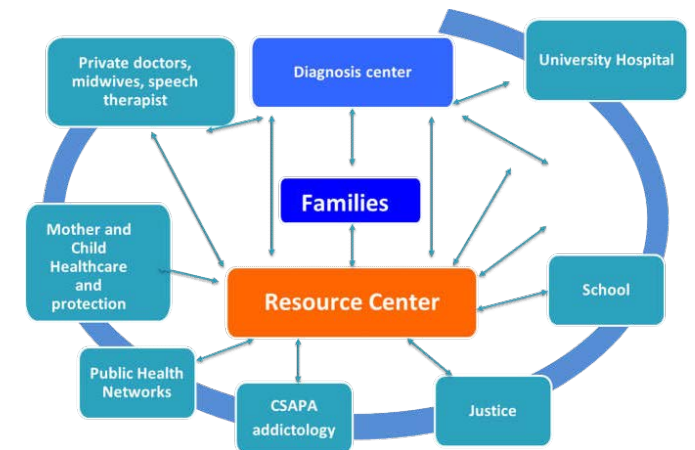 Private doctors,
midwives, speech
therapist
Diagnosis center
University Hospital
Families
Mother and
Child
Healthcare
and
protection
Resource Center
School
Public Health
Networks
CSAPA
addictology
Justice